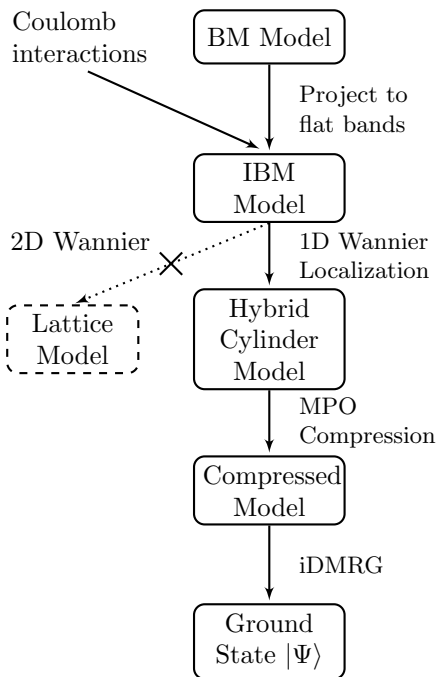 Coulomb
interactions
BM Model
Project to
flat bands
IBM
Model
2D Wannier
1D Wannier
Localization
Lattice
Model
Hybrid
Cylinder
Model
MPO
Compression
Compressed
Model
iDMRG
Ground
State |Ψ⟩